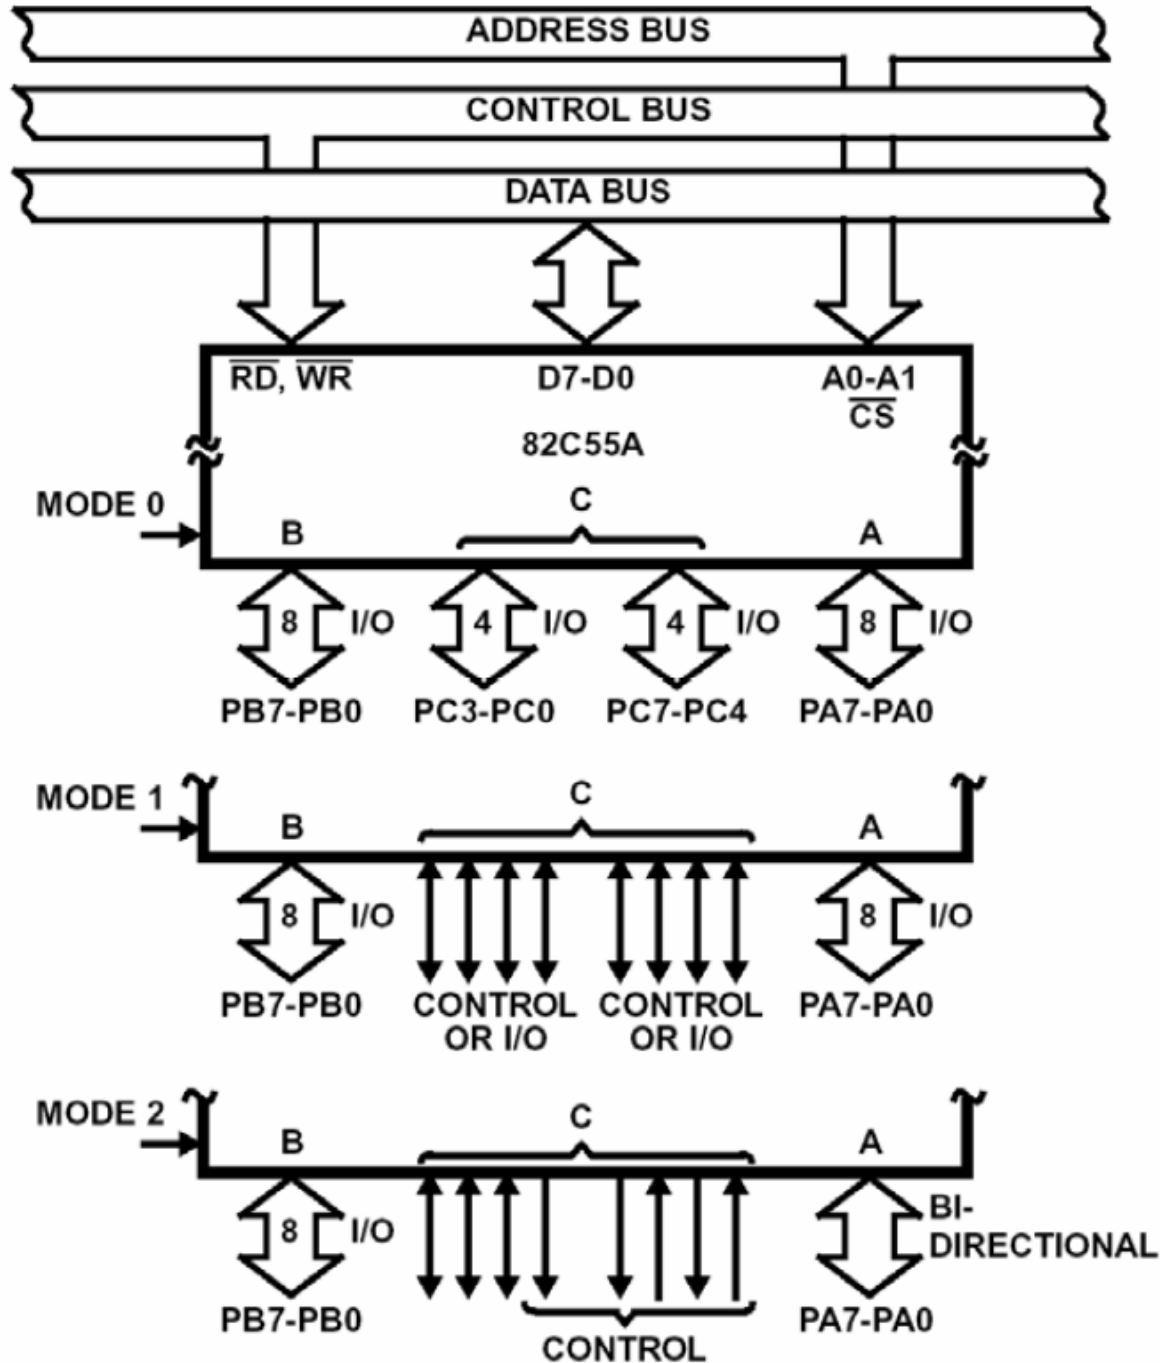 ADDRESS BUS
CONTROL BUS
DATA BUS
RD, WR
D7-D0
A0-A1
CS
82C55A
MODE 0
B
C
A
8
I/O
4
I/O
4
I/O
8
I/O
PB7-PB0
PC3-PC0
PC7-PC4
PA7-PA0
MODE 1
B
C
A
8
I/O
8
I/O
PB7-PB0
CONTROL
OR I/O
CONTROL
OR I/O
PA7-PA0
MODE 2
B
C
A
8
I/O
BI-
DIRECTIONAL
PB7-PB0
CONTROL
PA7-PA0